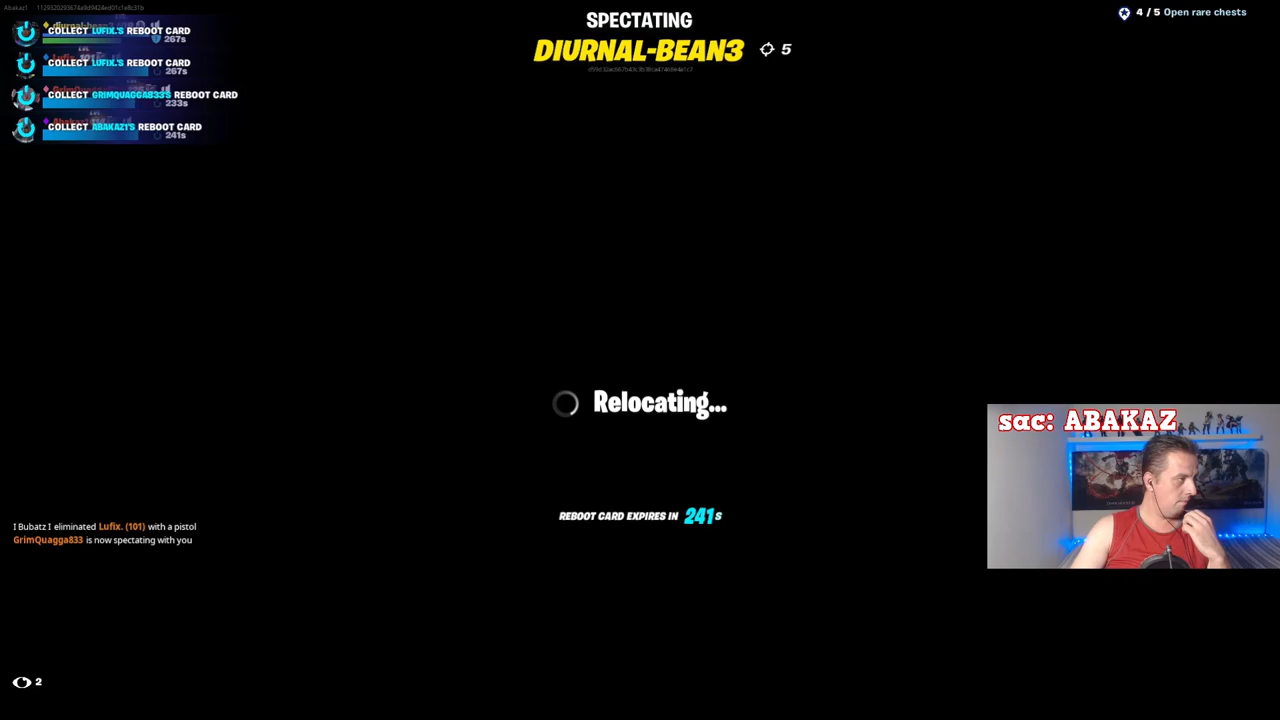 Abakaz1
SPECTATING
DIURNAL-BEAN3
5
4 / 5 Open rare chests
COLLECT LUFIX.'S REBOOT CARD
267s
COLLECT LUFIX.'S REBOOT CARD
267s
COLLECT GRIMQUAGGA833'S REBOOT CARD
233s
COLLECT ABAKAZ1'S REBOOT CARD
241s
Relocating...
sac: ABAKAZ
REBOOT CARD EXPIRES IN 241s
I Bubatz I eliminated Lufix. (101) with a pistol
GrimQuagga833 is now spectating with you
2